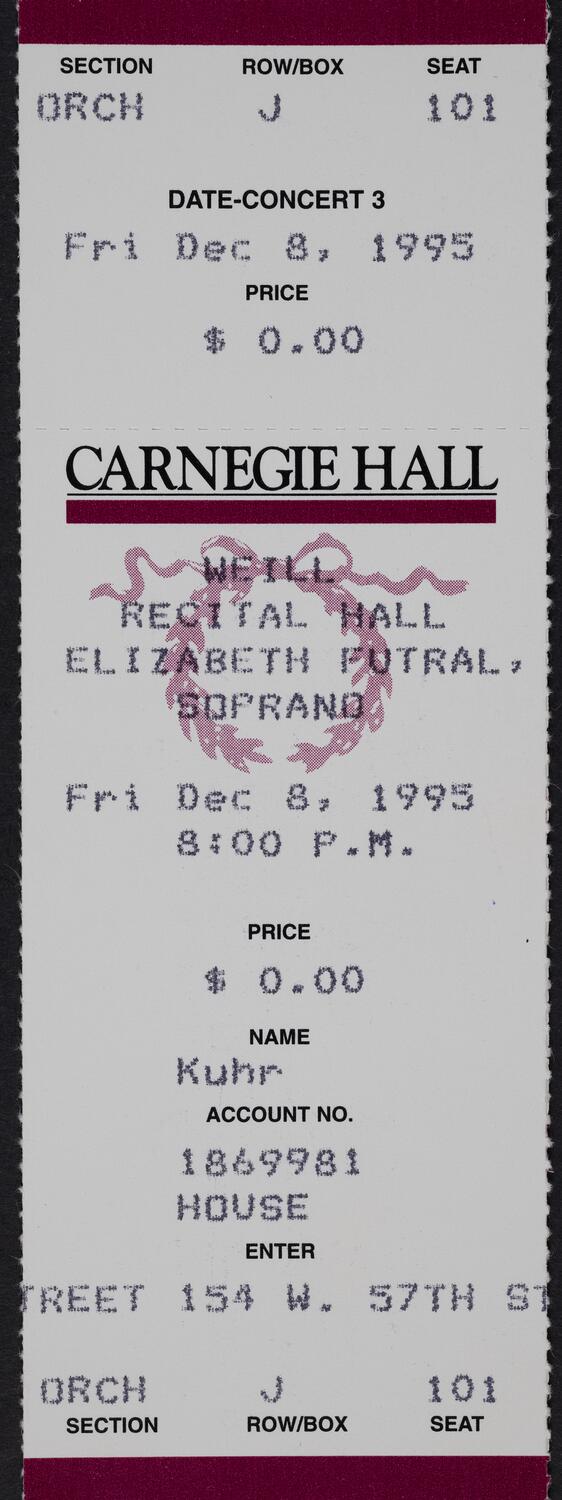 SECTION ROW/BOX SEAT
ORCH J 101
DATE-CONCERT 3
Fri Dec 8, 1995
PRICE
$ 0.00
CARNEGIE HALL
WEILL
RECITAL HALL
ELIZABETH FUTRAL,
SOPRANO
Fri Dec 8, 1995
8:00 P.M.
PRICE
$ 0.00
NAME
Kuhr
ACCOUNT NO.
1869981
HOUSE
ENTER
TREET 154 W. 57TH ST
ORCH J 101
SECTION ROW/BOX SEAT